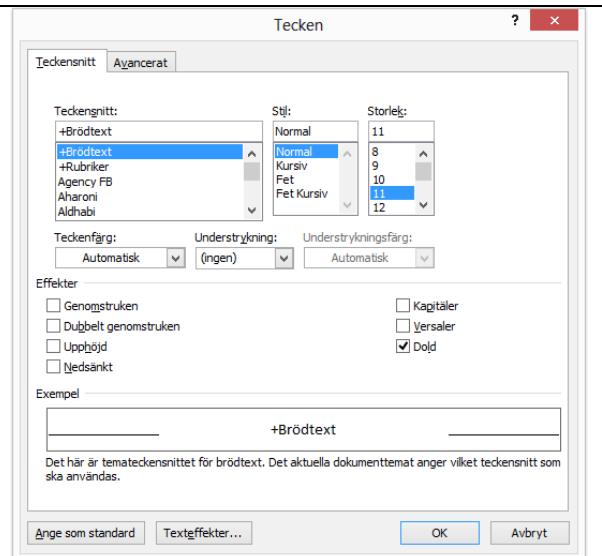 Tecken
? ×
Teckensnitt Avancerat
Teckensnitt: Stil: Storlek:
+Brödtext Normal 11
+Brödtext Normal 8
+Rubriker Kursiv 9
Agency FB Fet 10
Aharoni Fet Kursiv 11
Aldhabi 12
Teckenfärg: Understrykning: Understrykningsfärg:
Automatisk (ingen) Automatisk
Effekter
Genomstruken Kapitäler
Dubbelt genomstruken Versaler
Upphöjd Dold
Nedsänkt
Exempel
+Brödtext
Det här är temateckensnittet för brödtext. Det aktuella dokumenttemat anger vilket teckensnitt som
ska användas.
Ange som standard Texteffekter... OK Avbryt